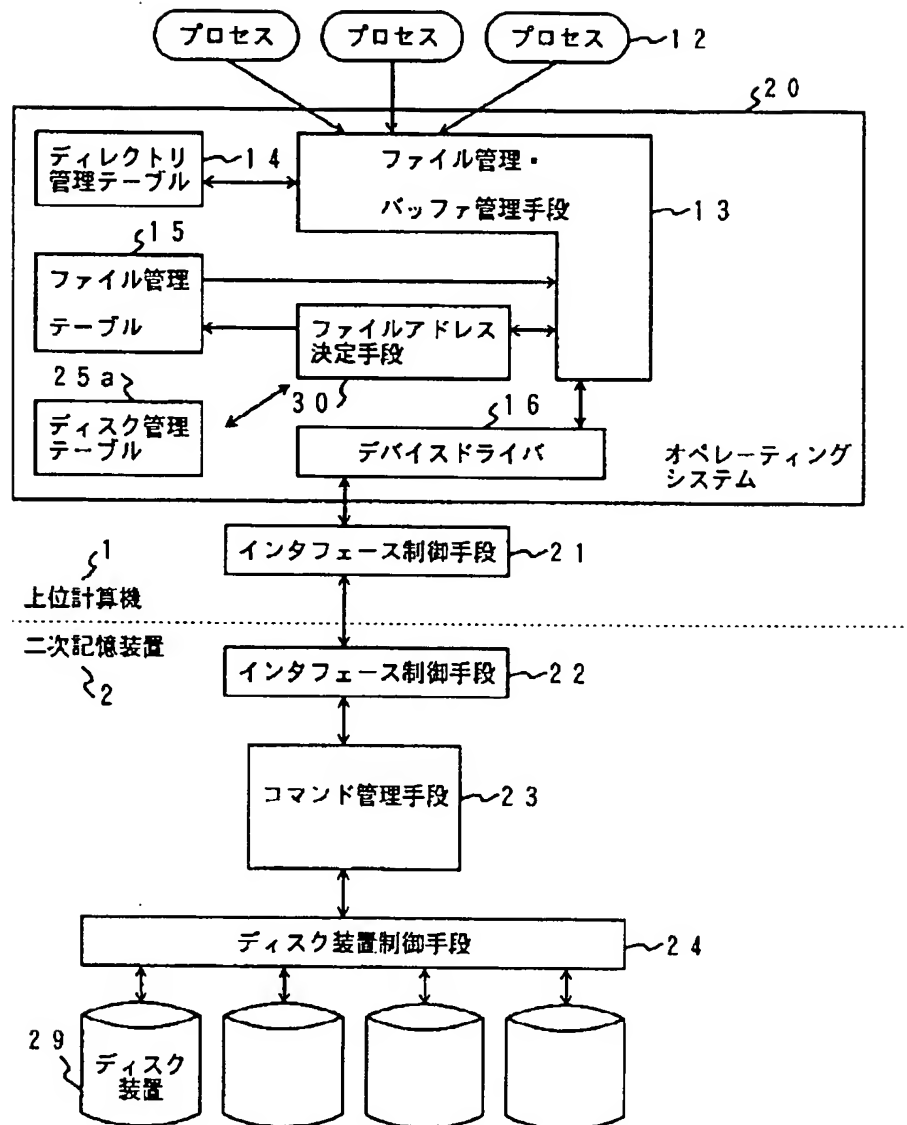 プロセス
プロセス
プロセス
12
20
ディレクトリ
管理テーブル
14
ファイル管理・
バッファ管理手段
13
15
ファイル管理
テーブル
ファイルアドレス
決定手段
30
25a
ディスク管理
テーブル
16
デバイスドライバ
オペレーティング
システム
インタフェース制御手段
21
1
上位計算機
二次記憶装置
2
インタフェース制御手段
22
コマンド管理手段
23
ディスク装置制御手段
24
29
ディスク
装置